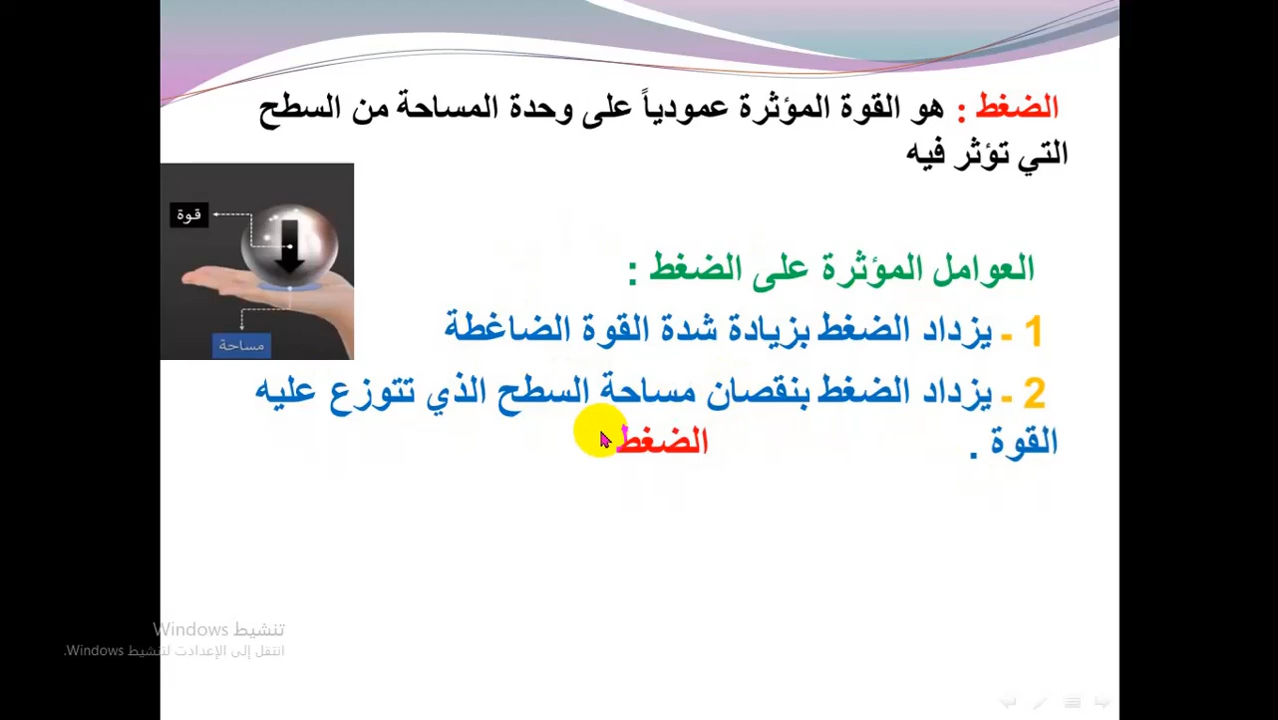 الضغط : هو القوة المؤثرة عمودياً على وحدة المساحة من السطح
التي تؤثر فيه
قوة
مساحة
العوامل المؤثرة على الضغط :
1 - يزداد الضغط بزيادة شدة القوة الضاغطة
2 - يزداد الضغط بنقصان مساحة السطح الذي تتوزع عليه
القوة . الضغط
تنشيط Windows
انتقل إلى الإعدادت لتنشيط Windows.